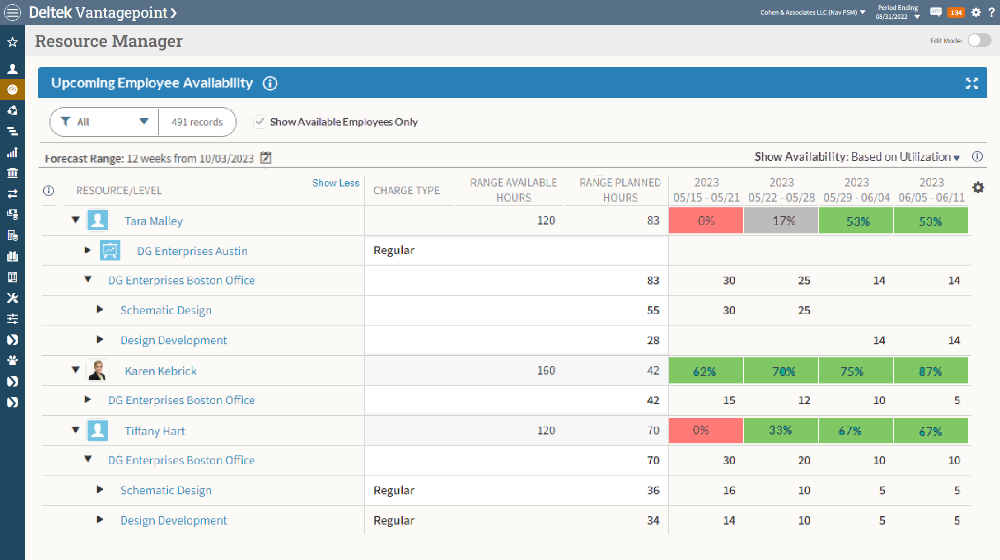 Deltek Vantagepoint
Cohen & Associates LLC (Nav PSM)
Period Ending
08/31/2022
HEY!
134
?
Resource Manager
Edit Mode:
Upcoming Employee Availability
All
491 records
Show Available Employees Only
Forecast Range: 12 weeks from 10/03/2023
Show Availability: Based on Utilization
RESOURCE/LEVEL
Show Less
CHARGE TYPE
RANGE AVAILABLE
HOURS
RANGE PLANNED
HOURS
2023
05/15 - 05/21
2023
05/22 - 05/28
2023
05/29 - 06/04
2023
06/05 - 06/11
Tara Malley 120 83 0% 17% 53% 53%
DG Enterprises Austin Regular
DG Enterprises Boston Office 83 30 25 14 14
Schematic Design 55 30 25
Design Development 28 14 14
Karen Kebrick 160 42 62% 70% 75% 87%
DG Enterprises Boston Office 42 15 12 10 5
Tiffany Hart 120 70 0% 33% 67% 67%
DG Enterprises Boston Office 70 30 20 10 10
Schematic Design Regular 36 16 10 5 5
Design Development Regular 34 14 10 5 5